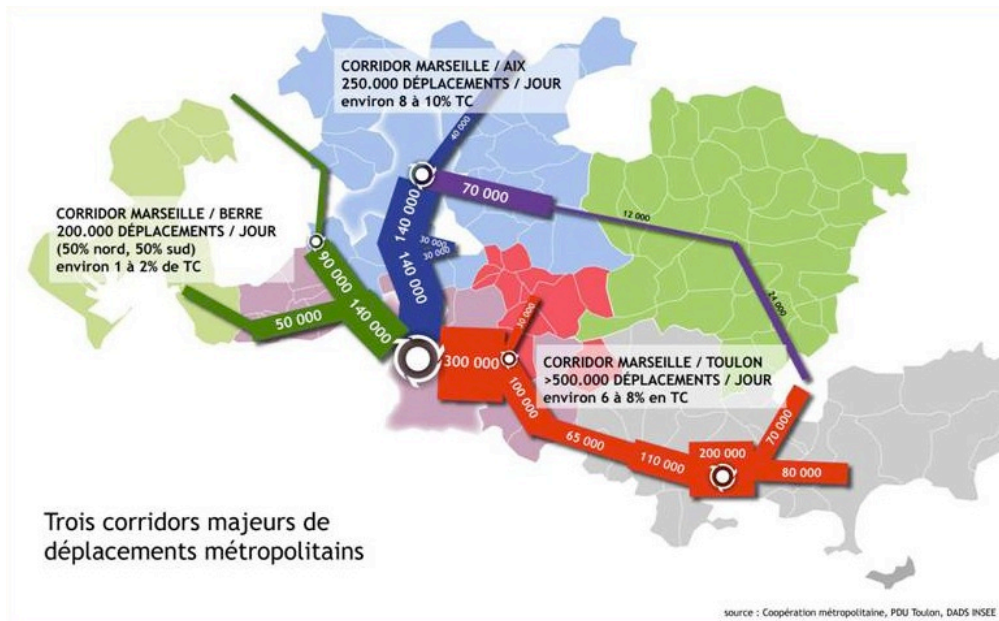 CORRIDOR MARSEILLE / AIX
250.000 DÉPLACEMENTS / JOUR
environ 8 à 10% TC
40 000
70 000
140 000
12 000
CORRIDOR MARSEILLE / BERRE
200.000 DÉPLACEMENTS / JOUR
(50% nord, 50% sud)
environ 1 à 2% de TC
30 000
30 000
90 000
140 000
24 000
50 000
140 000
30 000
300 000
CORRIDOR MARSEILLE / TOULON
>500.000 DÉPLACEMENTS / JOUR
environ 6 à 8% en TC
100 000
65 000
110 000
200 000
70 000
80 000
Trois corridors majeurs de
déplacements métropolitains
source : Coopération métropolitaine, PDU Toulon, DADS INSEE